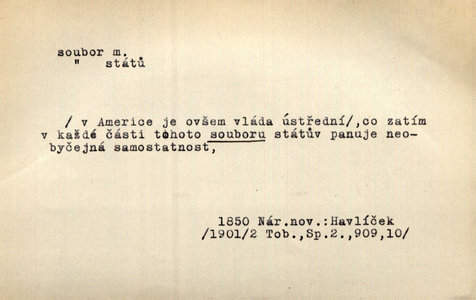 soubor m.
" států
/ v Americe je ovšem vláda ústřední/,co zatím
v každé části tohoto souboru státův panuje neo-
byčejná samostatnost,
1850 Nár.nov.:Havlíček
/1901/2 Tob.,Sp.2.,909,10/